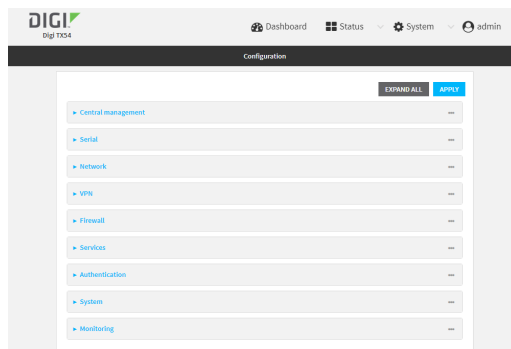 DIGI
Digi TX54
Dashboard Status System admin
Configuration
EXPAND ALL APPLY
Central management
Serial
Network
VPN
Firewall
Services
Authentication
System
Monitoring